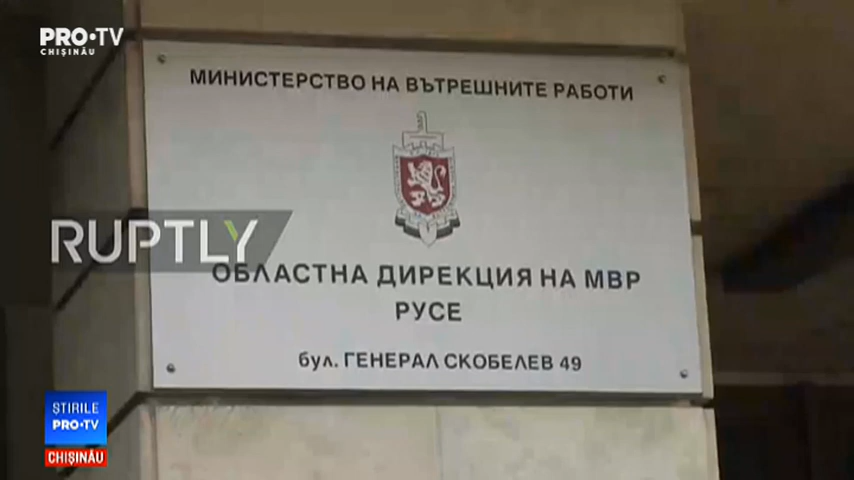 PRO•TV
CHIȘINĂU
МИНИСТЕРСТВО НА ВЪТРЕШНИТЕ РАБОТИ
RUPTLY
ОБЛАСТНА ДИРЕКЦИЯ НА МВР
РУСЕ
бул. ГЕНЕРАЛ СКОБЕЛЕВ 49
ȘTIRILE
PRO•TV
CHIȘINĂU